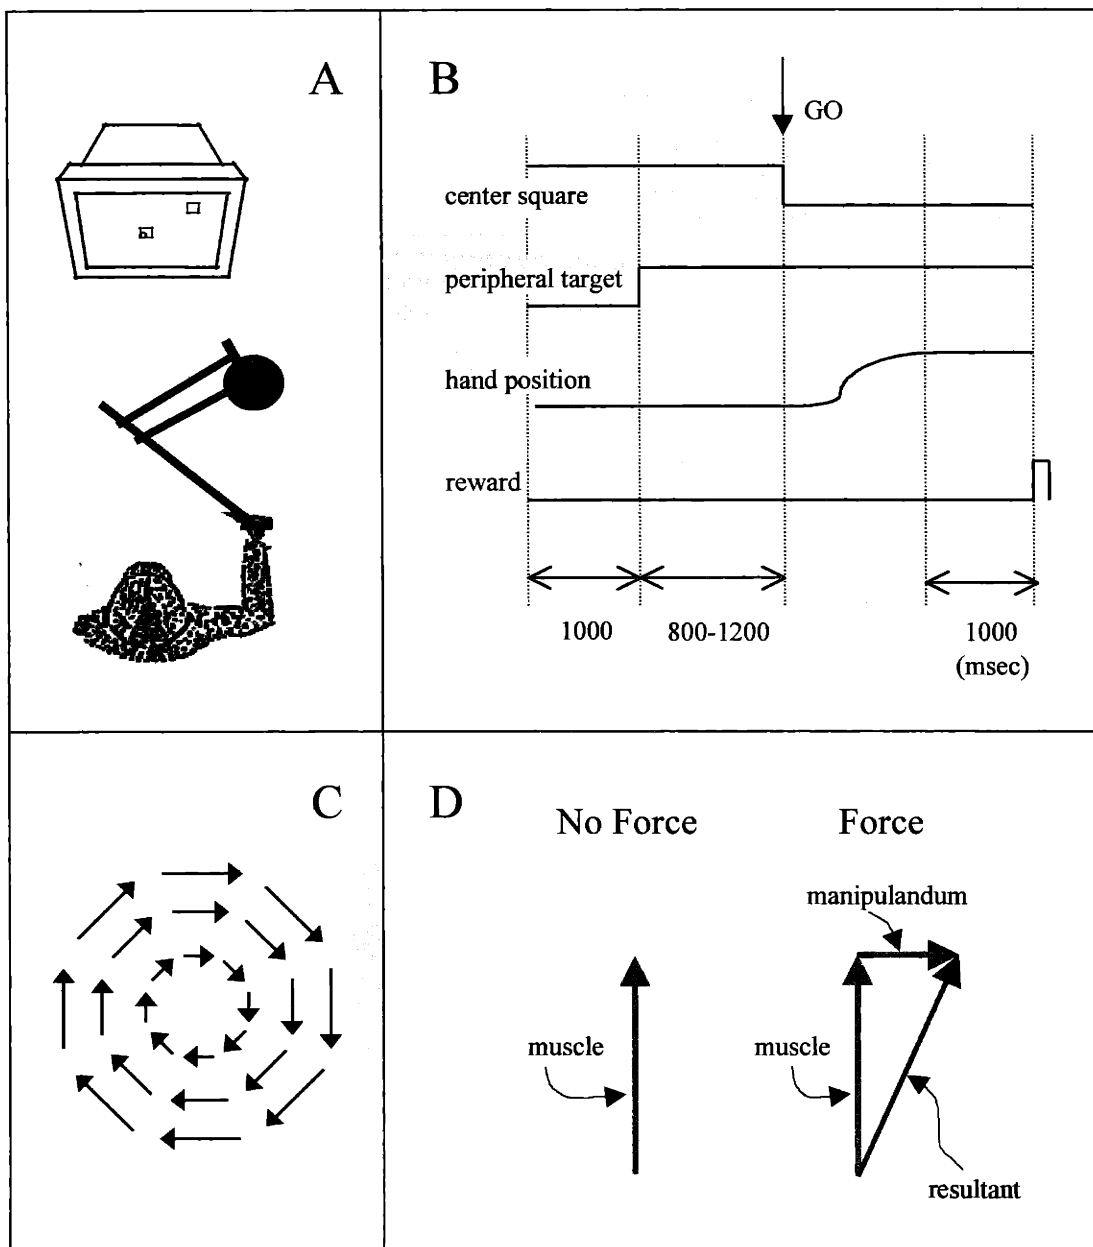 A
B
GO
center square
peripheral target
hand position
reward
1000
800-1200
1000
(msec)
C
D
No Force
Force
manipulandum
muscle
muscle
resultant